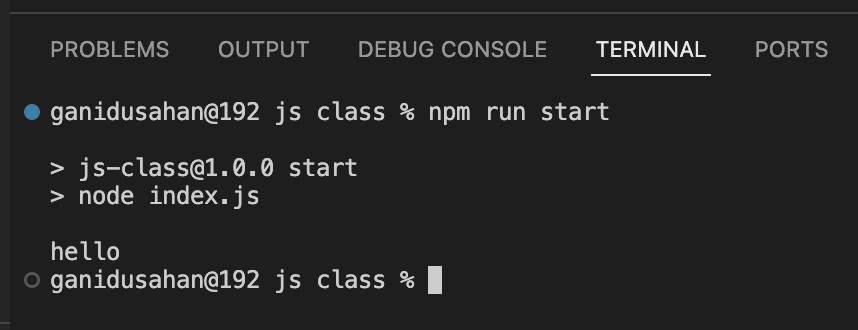 PROBLEMS OUTPUT DEBUG CONSOLE TERMINAL PORTS
ganidusahan@192 js class % npm run start
> js-class@1.0.0 start
> node index.js
hello
ganidusahan@192 js class %